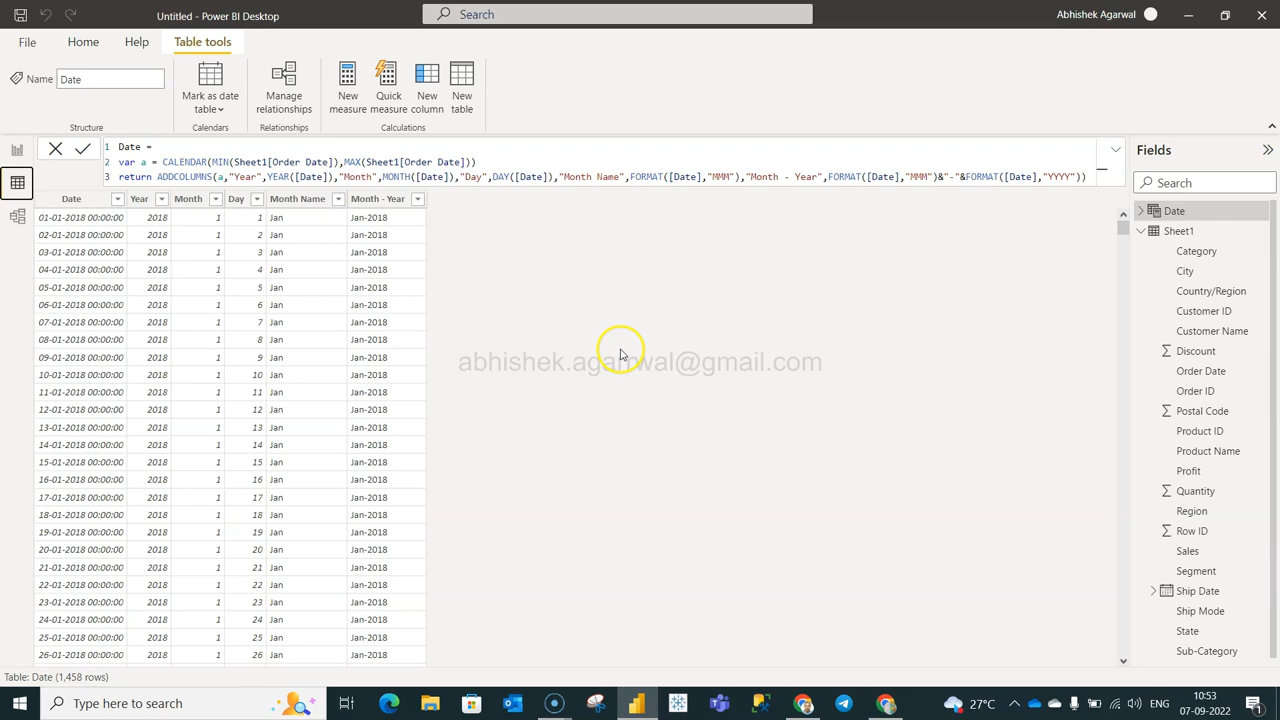 Untitled - Power BI Desktop
Search
Abhishek Agarwal
File
Home
Help
Table tools
Name
Date
Mark as date table
Manage relationships
New measure
Quick measure
New column
New table
Structure
Calendars
Relationships
Calculations
1 Date =
2 var a = CALENDAR(MIN(Sheet1[Order Date]),MAX(Sheet1[Order Date]))
3 return ADDCOLUMNS(a,"Year",YEAR([Date]),"Month",MONTH([Date]),"Day",DAY([Date]),"Month Name",FORMAT([Date],"MMM"),"Month - Year",FORMAT([Date],"MMM")&"-"&FORMAT([Date],"YYYY"))
Date Year Month Day Month Name Month - Year
01-01-2018 00:00:00 2018 1 1 Jan Jan-2018
02-01-2018 00:00:00 2018 1 2 Jan Jan-2018
03-01-2018 00:00:00 2018 1 3 Jan Jan-2018
04-01-2018 00:00:00 2018 1 4 Jan Jan-2018
05-01-2018 00:00:00 2018 1 5 Jan Jan-2018
06-01-2018 00:00:00 2018 1 6 Jan Jan-2018
07-01-2018 00:00:00 2018 1 7 Jan Jan-2018
08-01-2018 00:00:00 2018 1 8 Jan Jan-2018
09-01-2018 00:00:00 2018 1 9 Jan Jan-2018
10-01-2018 00:00:00 2018 1 10 Jan Jan-2018
11-01-2018 00:00:00 2018 1 11 Jan Jan-2018
12-01-2018 00:00:00 2018 1 12 Jan Jan-2018
13-01-2018 00:00:00 2018 1 13 Jan Jan-2018
14-01-2018 00:00:00 2018 1 14 Jan Jan-2018
15-01-2018 00:00:00 2018 1 15 Jan Jan-2018
16-01-2018 00:00:00 2018 1 16 Jan Jan-2018
17-01-2018 00:00:00 2018 1 17 Jan Jan-2018
18-01-2018 00:00:00 2018 1 18 Jan Jan-2018
19-01-2018 00:00:00 2018 1 19 Jan Jan-2018
20-01-2018 00:00:00 2018 1 20 Jan Jan-2018
21-01-2018 00:00:00 2018 1 21 Jan Jan-2018
22-01-2018 00:00:00 2018 1 22 Jan Jan-2018
23-01-2018 00:00:00 2018 1 23 Jan Jan-2018
24-01-2018 00:00:00 2018 1 24 Jan Jan-2018
25-01-2018 00:00:00 2018 1 25 Jan Jan-2018
26-01-2018 00:00:00 2018 1 26 Jan Jan-2018
abhishek.agarrwal@gmail.com
Fields
Search
Date
Sheet1
Category
City
Country/Region
Customer ID
Customer Name
Discount
Order Date
Order ID
Postal Code
Product ID
Product Name
Profit
Quantity
Region
Row ID
Sales
Segment
Ship Date
Ship Mode
State
Sub-Category
Table: Date (1,458 rows)
Type here to search
27°C
ENG
10:53
07-09-2022